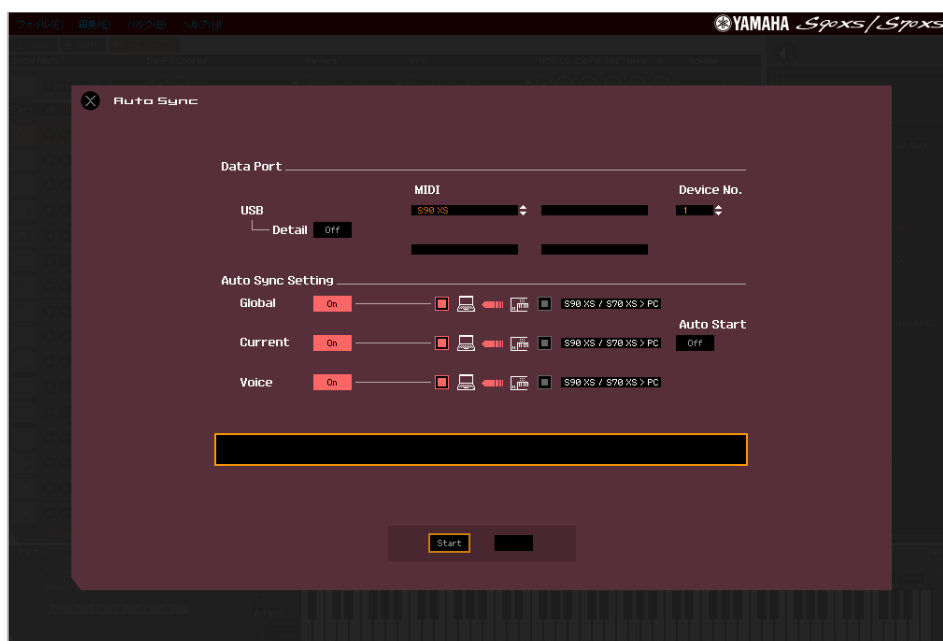 ファイル(F) 編集(E) バルク(B) ヘルプ(H)
YAMAHA S90XS/S70XS
Auto Sync
Data Port
MIDI Device No.
USB S90 XS 1
Detail Off
Auto Sync Setting
Global On S90 XS / S70 XS > PC
Auto Start
Current On S90 XS / S70 XS > PC Off
Voice On S90 XS / S70 XS > PC
Start